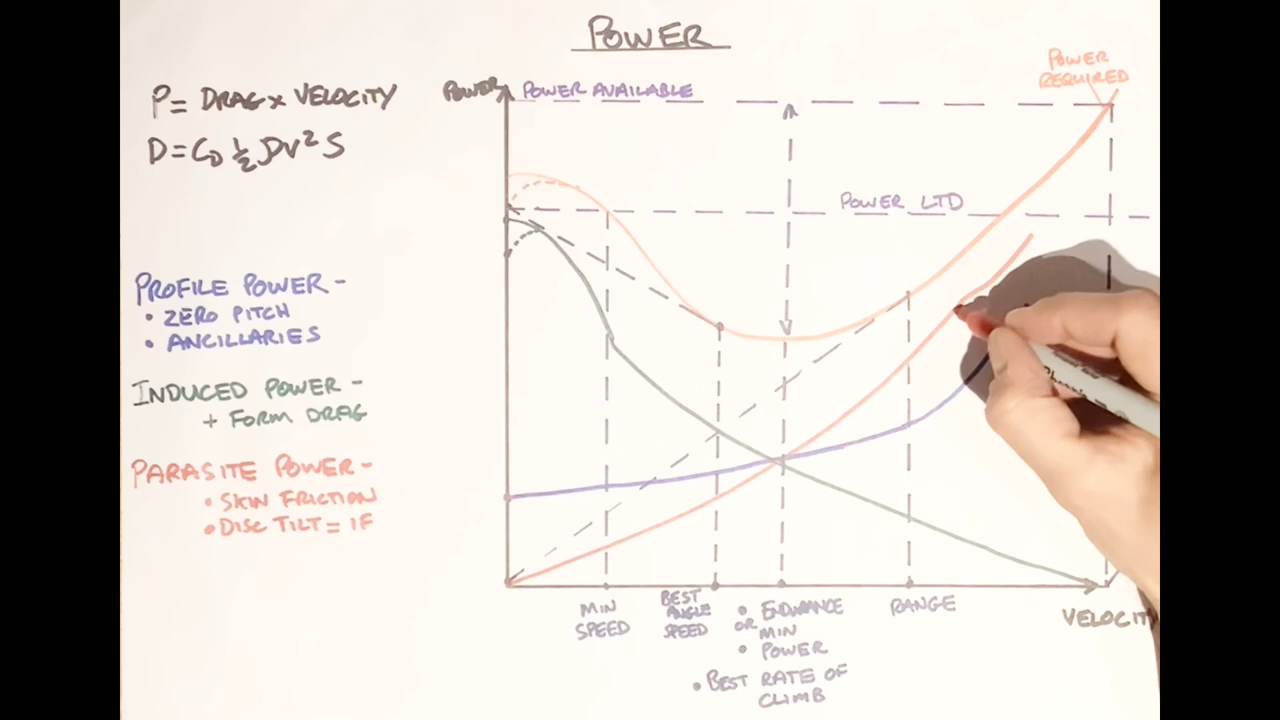 POWER
P = DRAG x VELOCITY
D = CD ½ ρV² S
POWER
POWER AVAILABLE
POWER
REQUIRED
POWER LTD
PROFILE POWER -
• ZERO PITCH
• ANCILLARIES
INDUCED POWER -
+ FORM DRAG
PARASITE POWER -
• SKIN FRICTION
• DISC TILT = IF
MIN
SPEED
BEST
ANGLE
SPEED
• ENDURANCE
OR MIN
• POWER
• BEST RATE OF
CLIMB
RANGE
VELOCITY